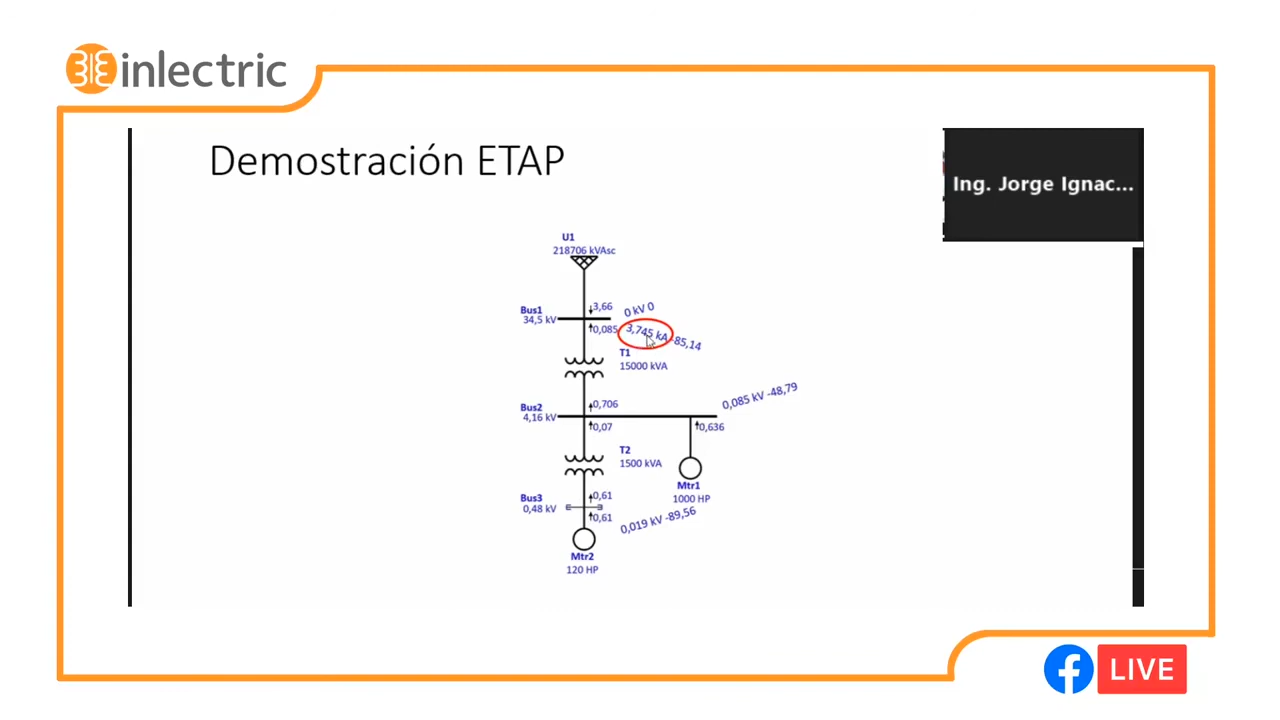 inlectric
Demostración ETAP
Ing. Jorge Ignac...
U1
218706 kVAsc
3,66
0 kV 0
Bus1
34,5 kV
0,085
3,745 kA -85,14
T1
15000 kVA
0,706
0,085 kV -48,79
Bus2
4,16 kV
0,07
0,636
T2
1500 kVA
Mtr1
1000 HP
Bus3
0,48 kV
0,61
0,61
0,019 kV -89,56
Mtr2
120 HP
LIVE